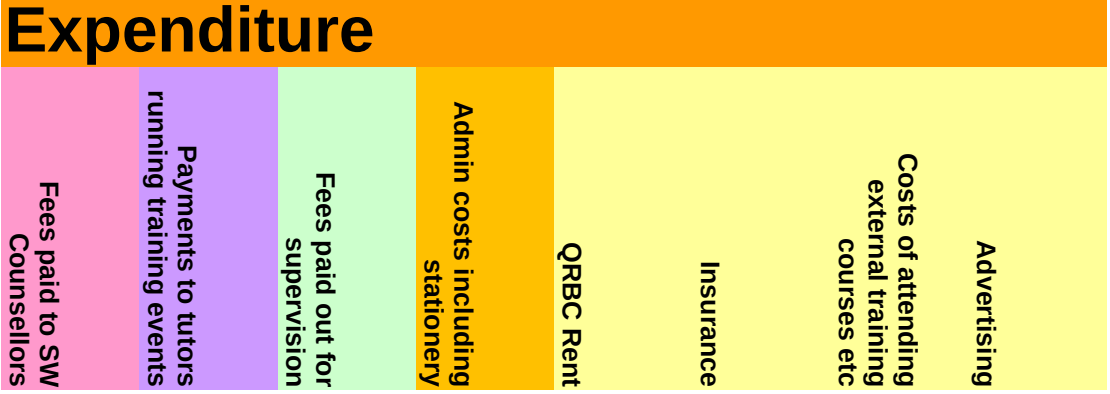 Expenditure
Fees paid to SW
Counsellors
Payments to tutors
running training events
Fees paid out for
supervision
Admin costs including
stationery
QRBC Rent
Insurance
Costs of attending
external training
courses etc
Advertising